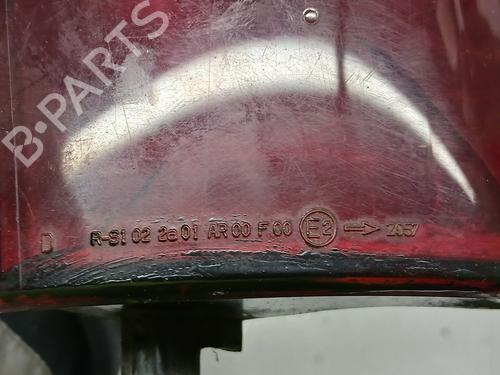 B-PARTS
D R-S1 02 2a 01 AR 00 F 00 E2 → 2057